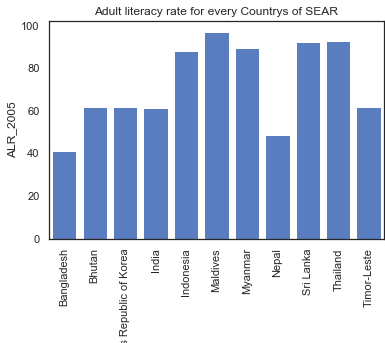 Adult literacy rate for every Countrys of SEAR
ALR_2005
100
80
60
40
20
0
Bangladesh
Bhutan
Republic of Korea
India
Indonesia
Maldives
Myanmar
Nepal
Sri Lanka
Thailand
Timor-Leste